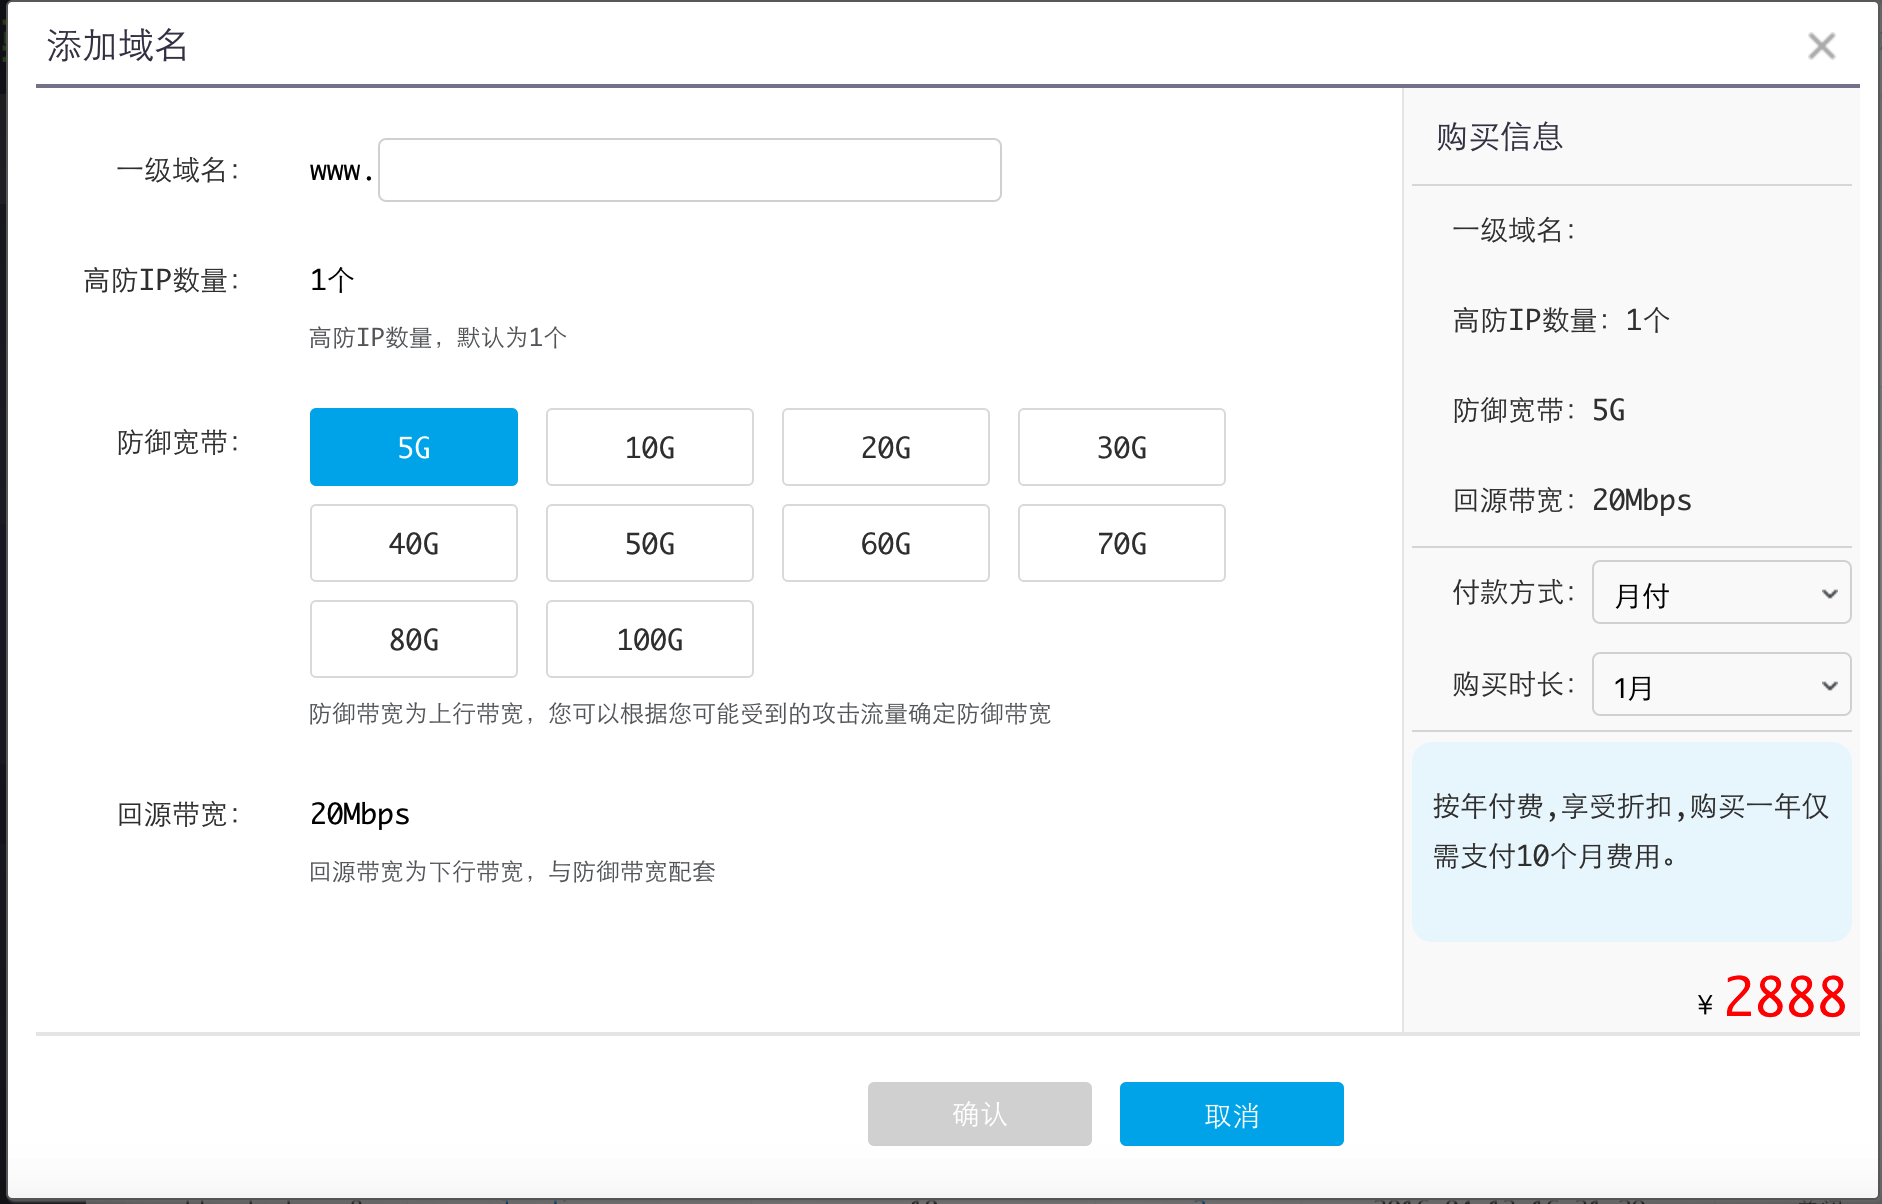 添加域名
一级域名：
www.
高防IP数量：
1个
高防IP数量，默认为1个
防御宽带：
5G
10G
20G
30G
40G
50G
60G
70G
80G
100G
防御带宽为上行带宽，您可以根据您可能受到的攻击流量确定防御带宽
回源带宽：
20Mbps
回源带宽为下行带宽，与防御带宽配套
购买信息
一级域名：
高防IP数量：1个
防御宽带：5G
回源带宽：20Mbps
付款方式：
月付
购买时长：
1月
按年付费,享受折扣,购买一年仅
需支付10个月费用。
¥ 2888
确认
取消